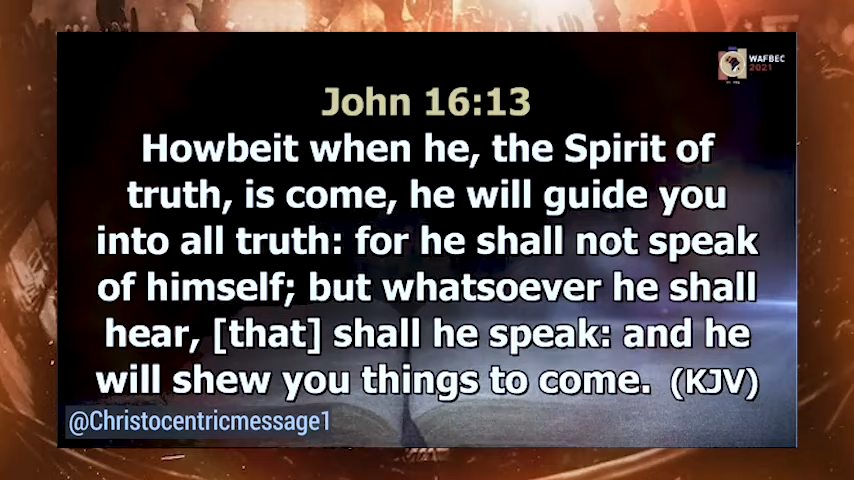 WAFBEC
2021
John 16:13
Howbeit when he, the Spirit of
truth, is come, he will guide you
into all truth: for he shall not speak
of himself; but whatsoever he shall
hear, [that] shall he speak: and he
will shew you things to come. (KJV)
@Christocentricmessage1